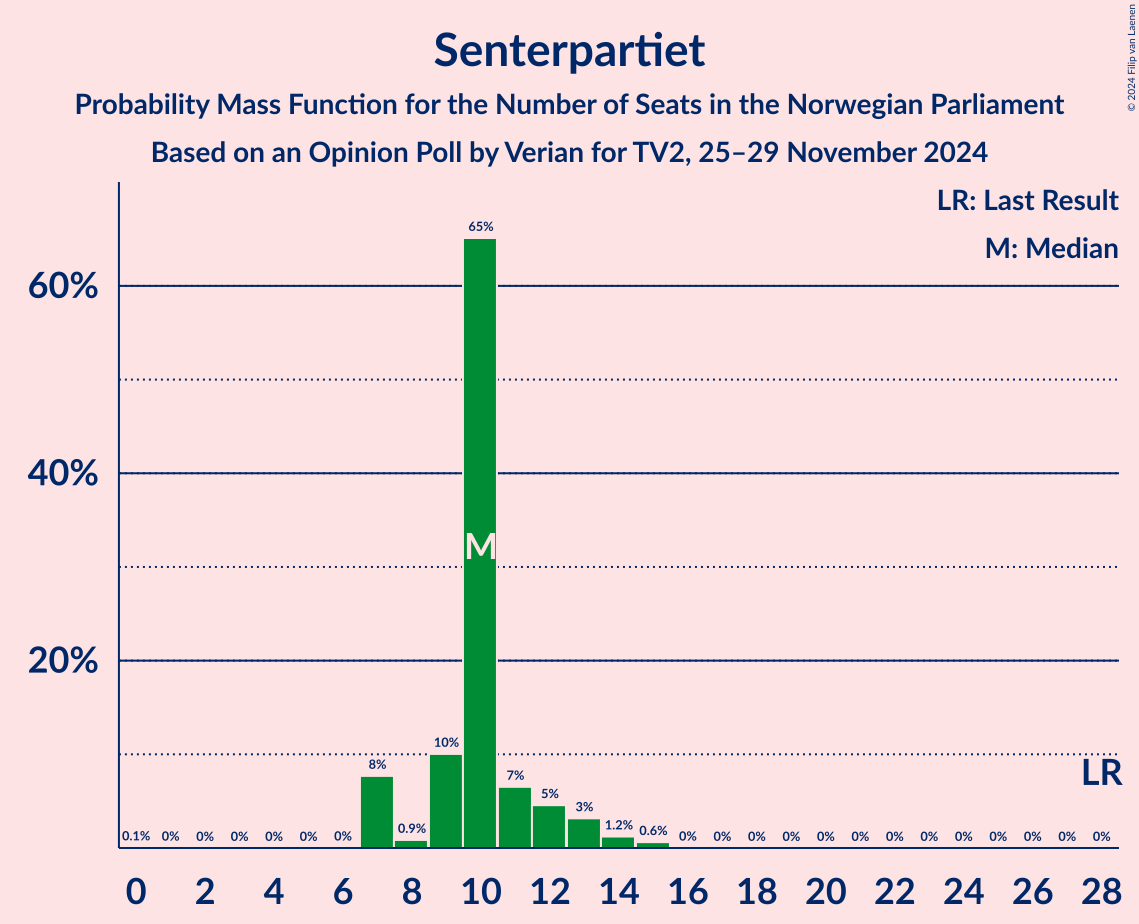 Senterpartiet
Probability Mass Function for the Number of Seats in the Norwegian Parliament
Based on an Opinion Poll by Verian for TV2, 25–29 November 2024
© 2024 Filip van Laenen
LR: Last Result
M: Median
60%
40%
20%
0.1% 0% 0% 0% 0% 0% 0% 8% 0.9% 10% 65% 7% 5% 3% 1.2% 0.6% 0% 0% 0% 0% 0% 0% 0% 0% 0% 0% 0% 0% 0%
M
LR
0 2 4 6 8 10 12 14 16 18 20 22 24 26 28